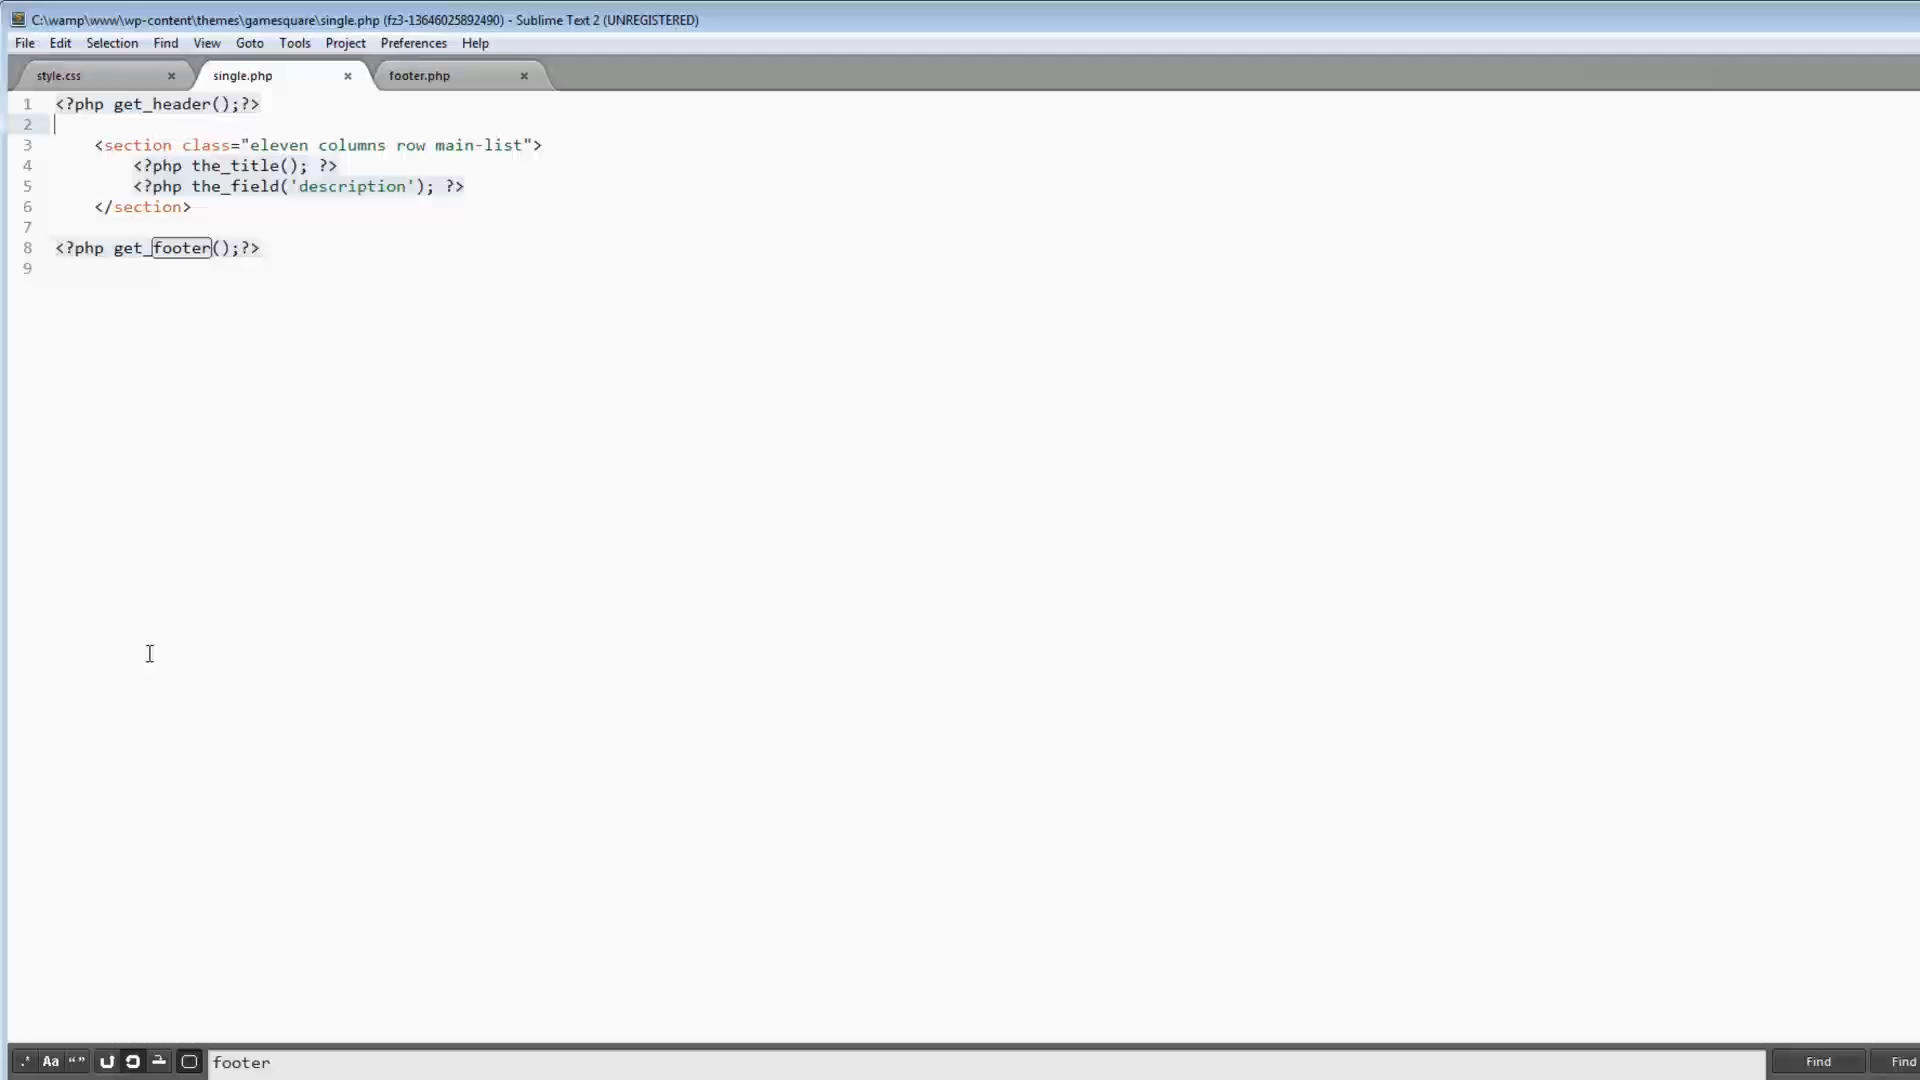 C:\wamp\www\wp-content\themes\gamesquare\single.php (fz3-13646025892490) - Sublime Text 2 (UNREGISTERED)
File Edit Selection Find View Goto Tools Project Preferences Help
style.css × single.php × footer.php ×
1 <?php get_header();?>
2
3 <section class="eleven columns row main-list">
4 <?php the_title(); ?>
5 <?php the_field('description'); ?>
6 </section>
7
8 <?php get_footer();?>
9
.* Aa “” footer Find Find